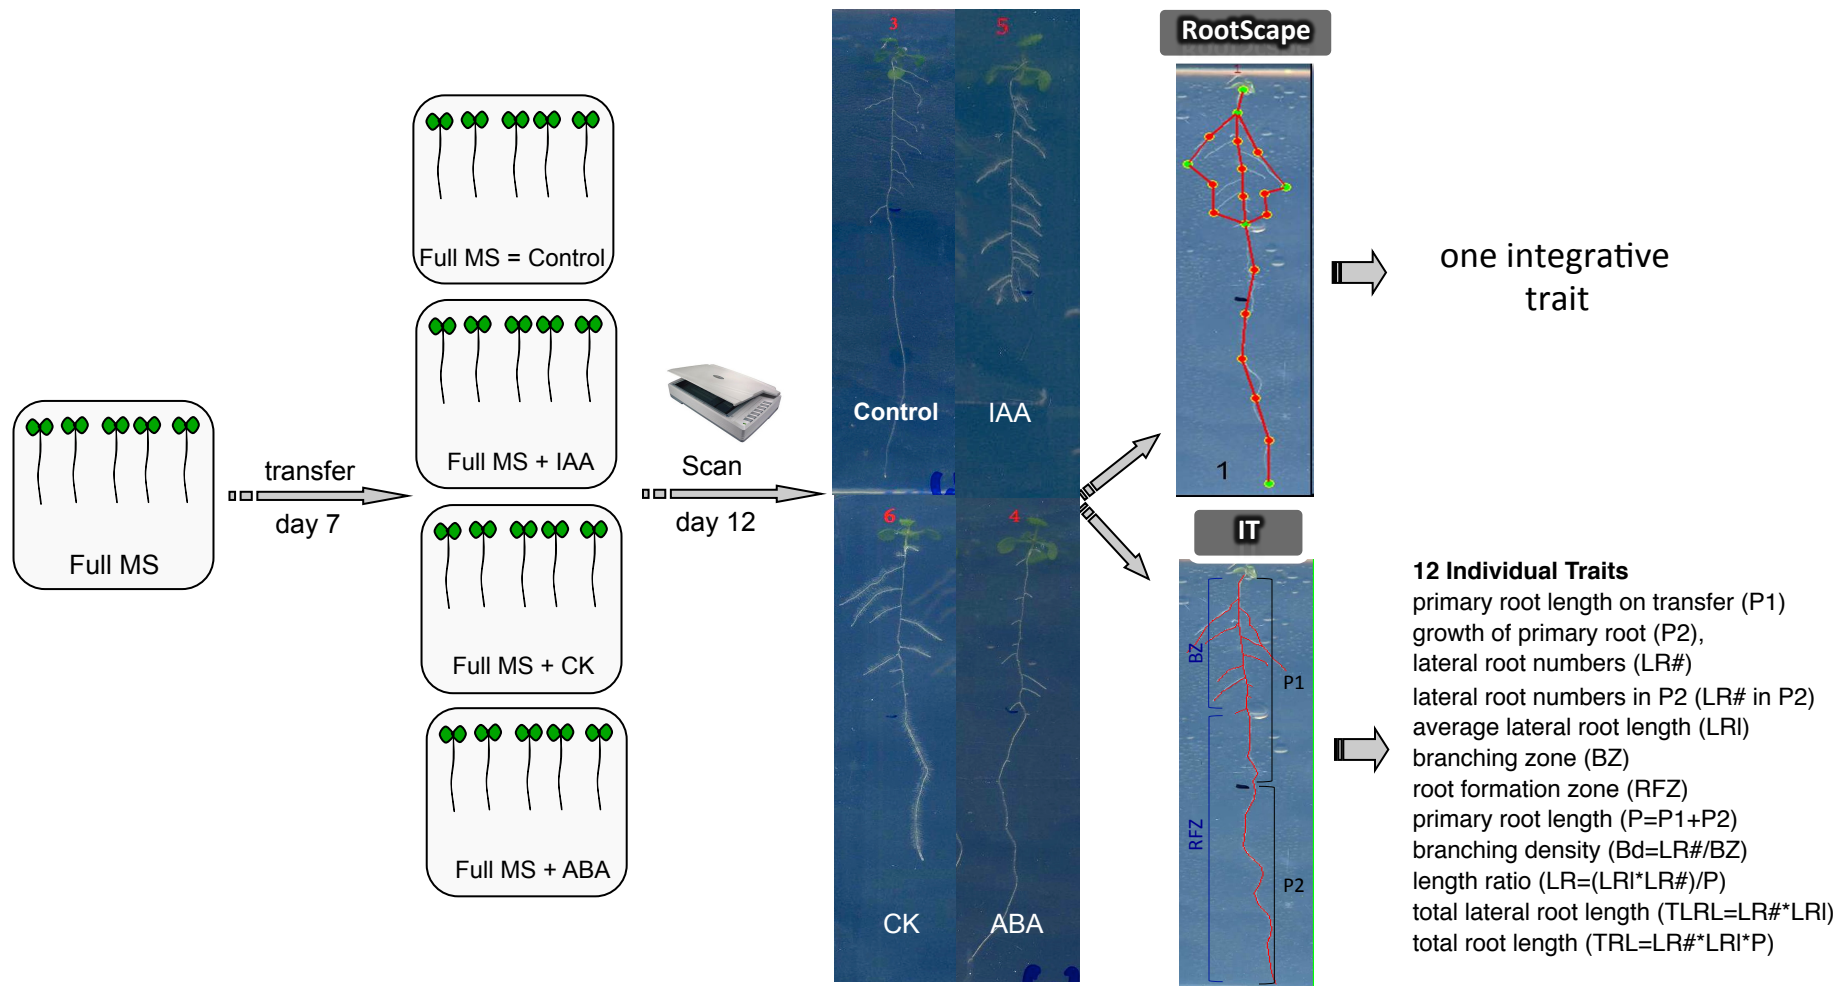 Full MS
transfer
day 7
Full MS = Control
Full MS + IAA
Full MS + CK
Full MS + ABA
Scan
day 12
3
Control
5
IAA
6
CK
4
ABA
RootScape
1
1
one integrative
trait
IT
BZ
RFZ
P1
P2
12 Individual Traits
primary root length on transfer (P1)
growth of primary root (P2),
lateral root numbers (LR#)
lateral root numbers in P2 (LR# in P2)
average lateral root length (LRl)
branching zone (BZ)
root formation zone (RFZ)
primary root length (P=P1+P2)
branching density (Bd=LR#/BZ)
length ratio (LR=(LRl*LR#)/P)
total lateral root length (TLRL=LR#*LRl)
total root length (TRL=LR#*LRl*P)